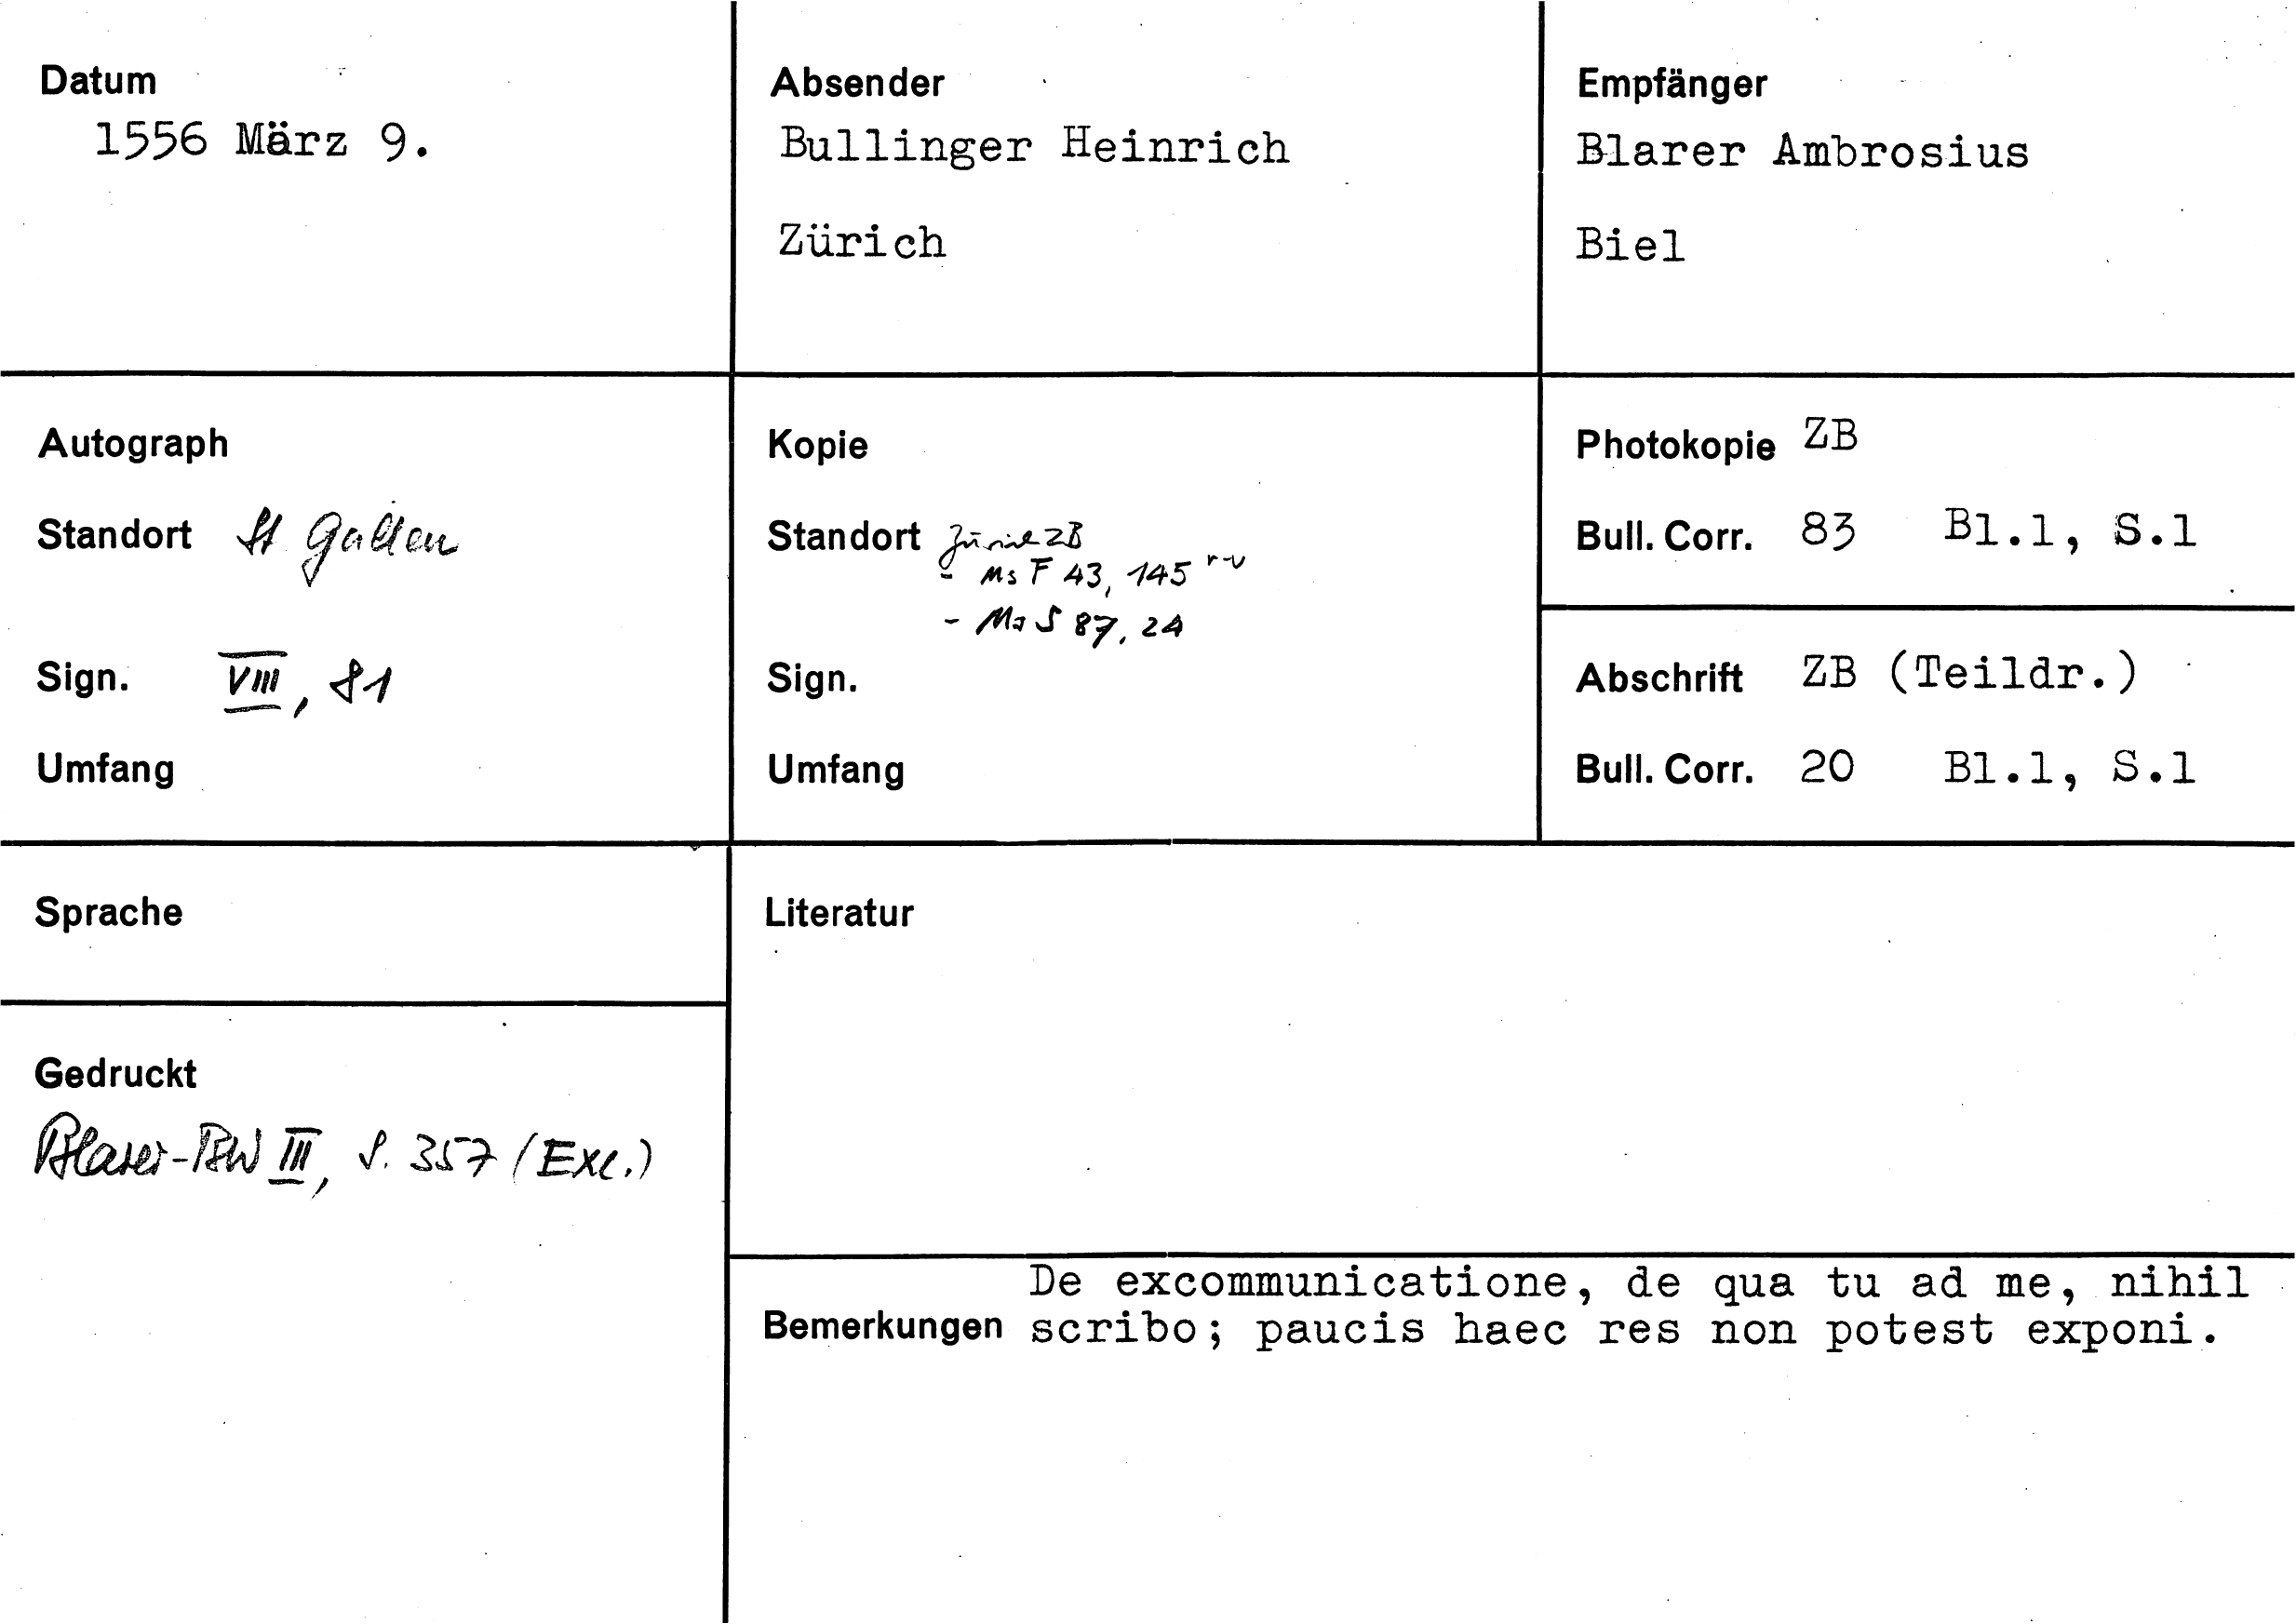 Datum
1556 März 9.
Absender
Bullinger Heinrich
Zürich
Empfänger
Blarer Ambrosius
Biel
Autograph
Standort St Gallen
Sign. VIII, 81
Umfang
Kopie
Standort Zürich ZB
- Ms F 43, 145 r-v
- Ms S 87, 24
Sign.
Umfang
Photokopie ZB
Bull. Corr. 83 Bl.1, S.1
Abschrift ZB (Teildr.)
Bull. Corr. 20 Bl.1, S.1
Sprache
Gedruckt
Blarer-BW III, S. 357 (Exc.)
Literatur
Bemerkungen De excommunicatione, de qua tu ad me, nihil
scribo; paucis haec res non potest exponi.